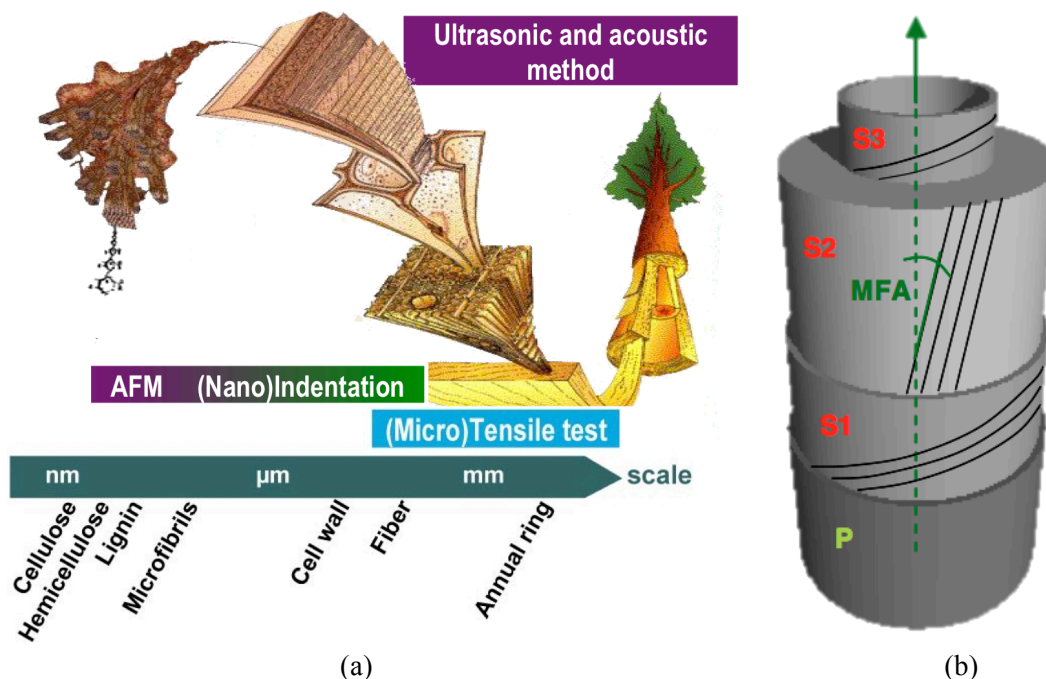 Ultrasonic and acoustic
method
AFM (Nano)Indentation
(Micro)Tensile test
nm
µm
mm
scale
Cellulose
Hemicellulose
Lignin
Microfibrils
Cell wall
Fiber
Annual ring
(a)
S3
S2
MFA
S1
P
(b)